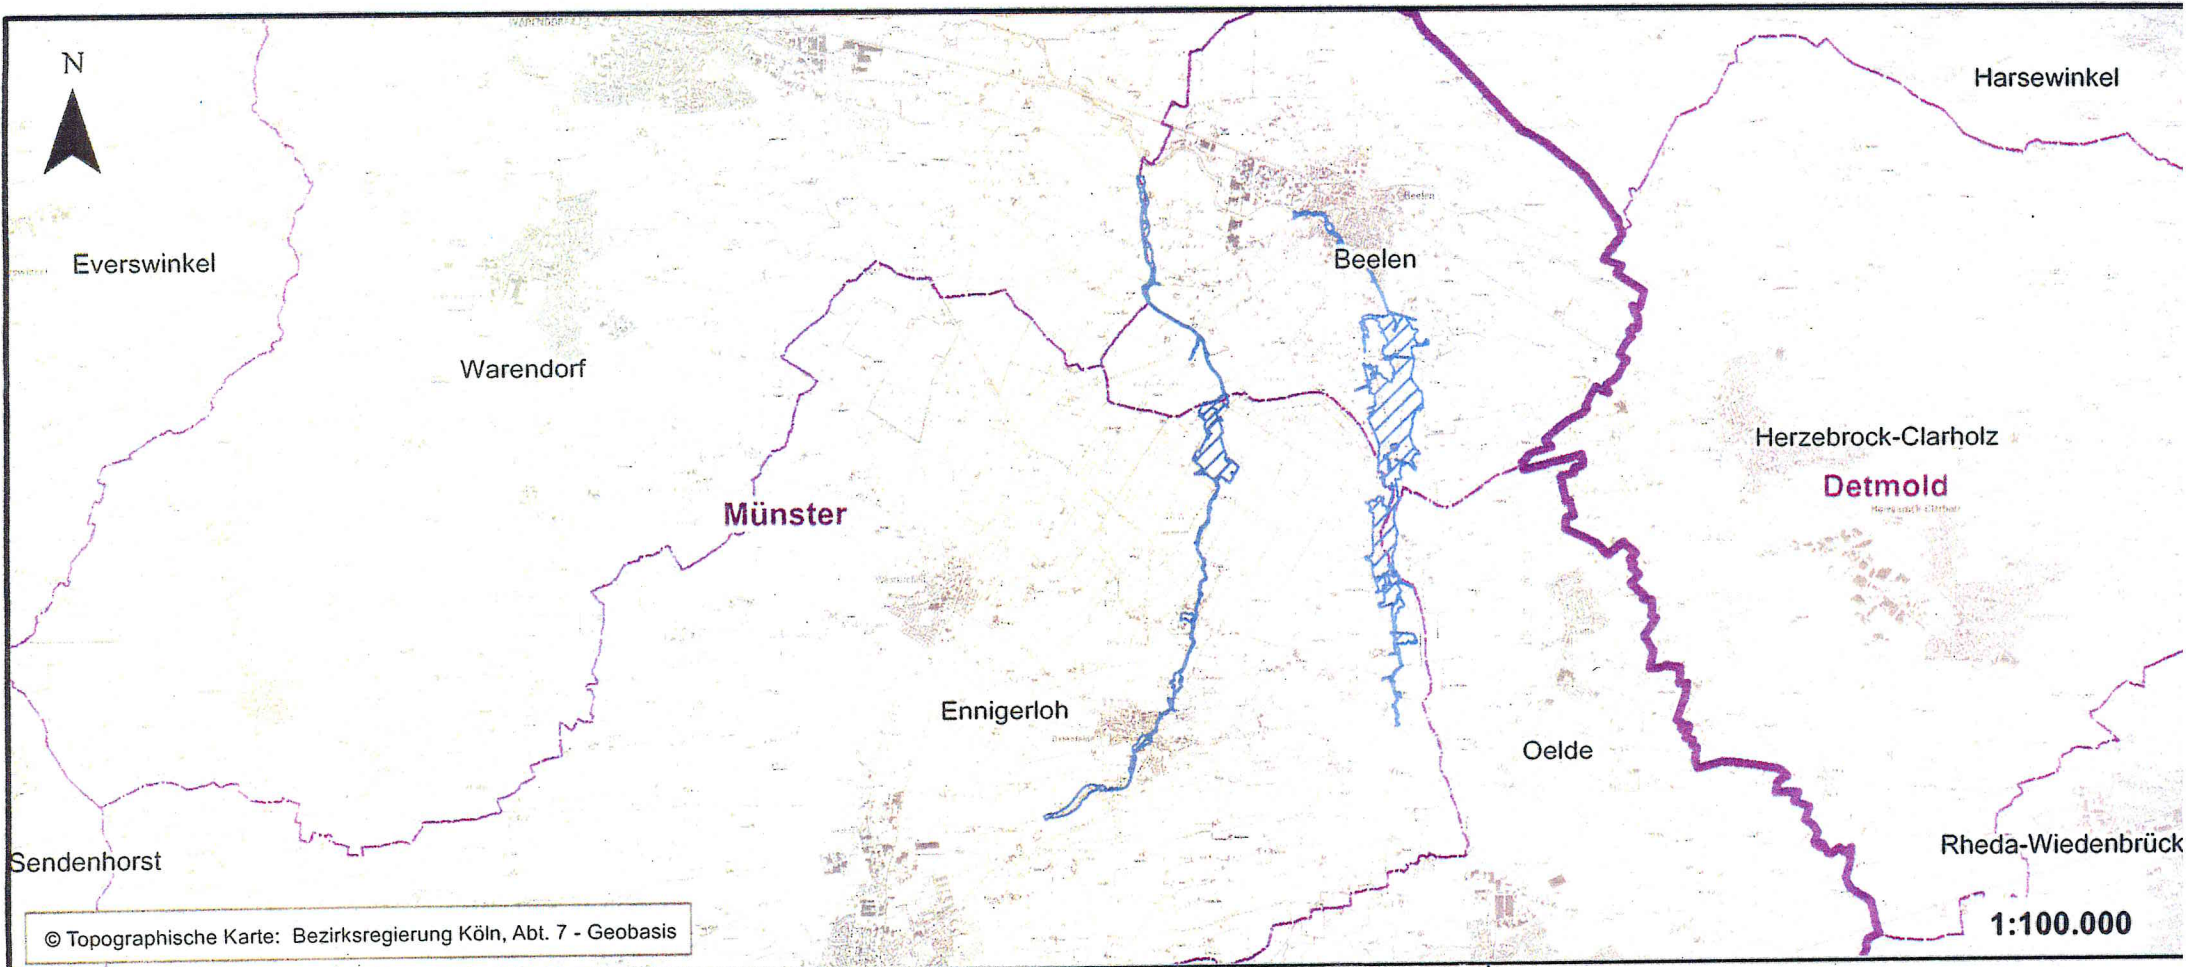 N
Harsewinkel
Beelen
Everswinkel
Beelen
Warendorf
Herzebrock-Clarholz
Detmold
Münster
Ennigerloh
Oelde
Rheda-Wiedenbrück
Sendenhorst
1:100.000
© Topographische Karte: Bezirksregierung Köln, Abt. 7 - Geobasis